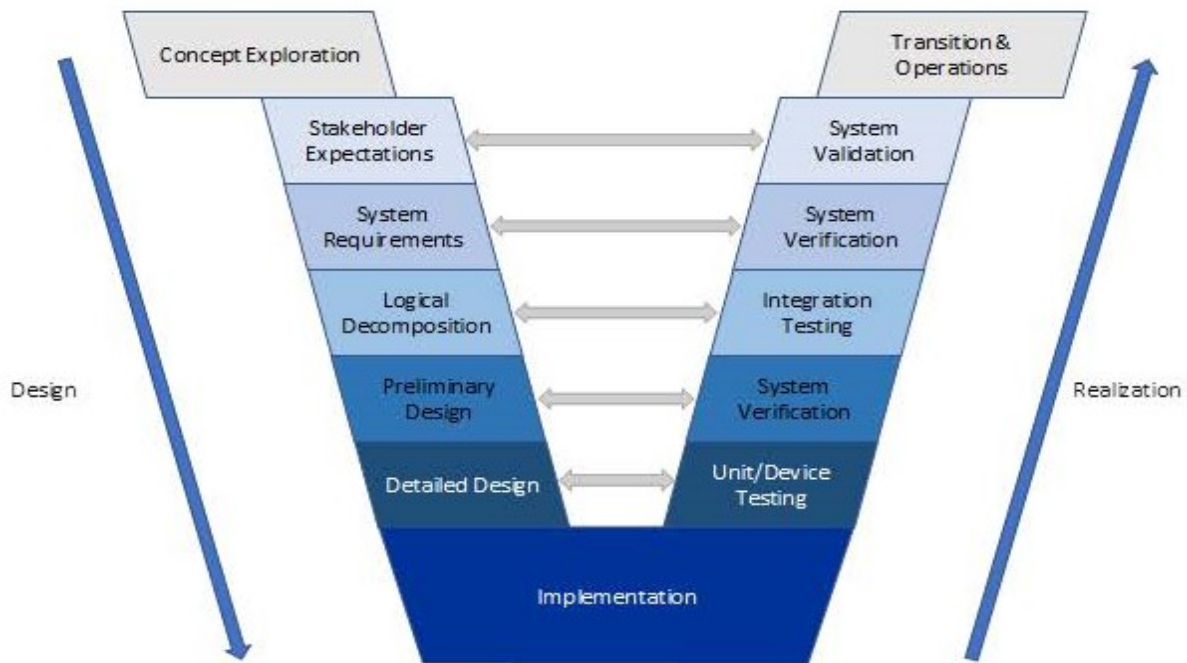 Concept Exploration
Transition &
Operations
Stakeholder
Expectations
System
Validation
System
Requirements
System
Verification
Logical
Decomposition
Integration
Testing
Design
Preliminary
Design
System
Verification
Realization
Detailed Design
Unit/Device
Testing
Implementation